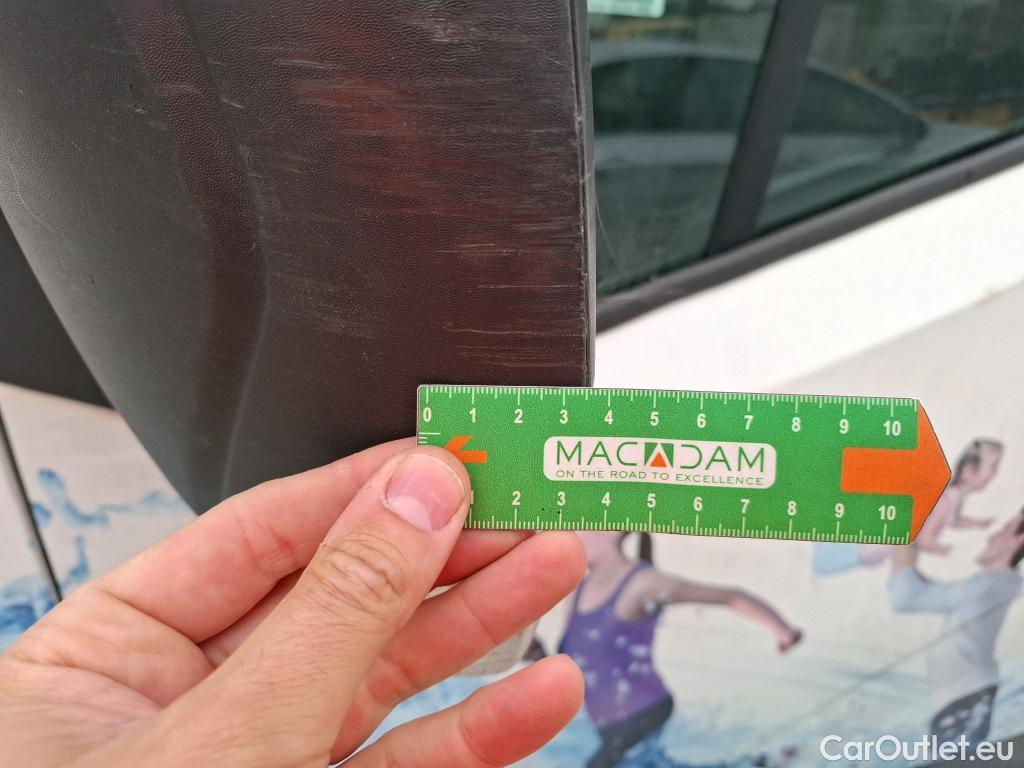 0 1 2 3 4 5 6 7 8 9 10
MACADAM
ON THE ROAD TO EXCELLENCE
1 2 3 4 5 6 7 8 9 10
CarOutlet.eu